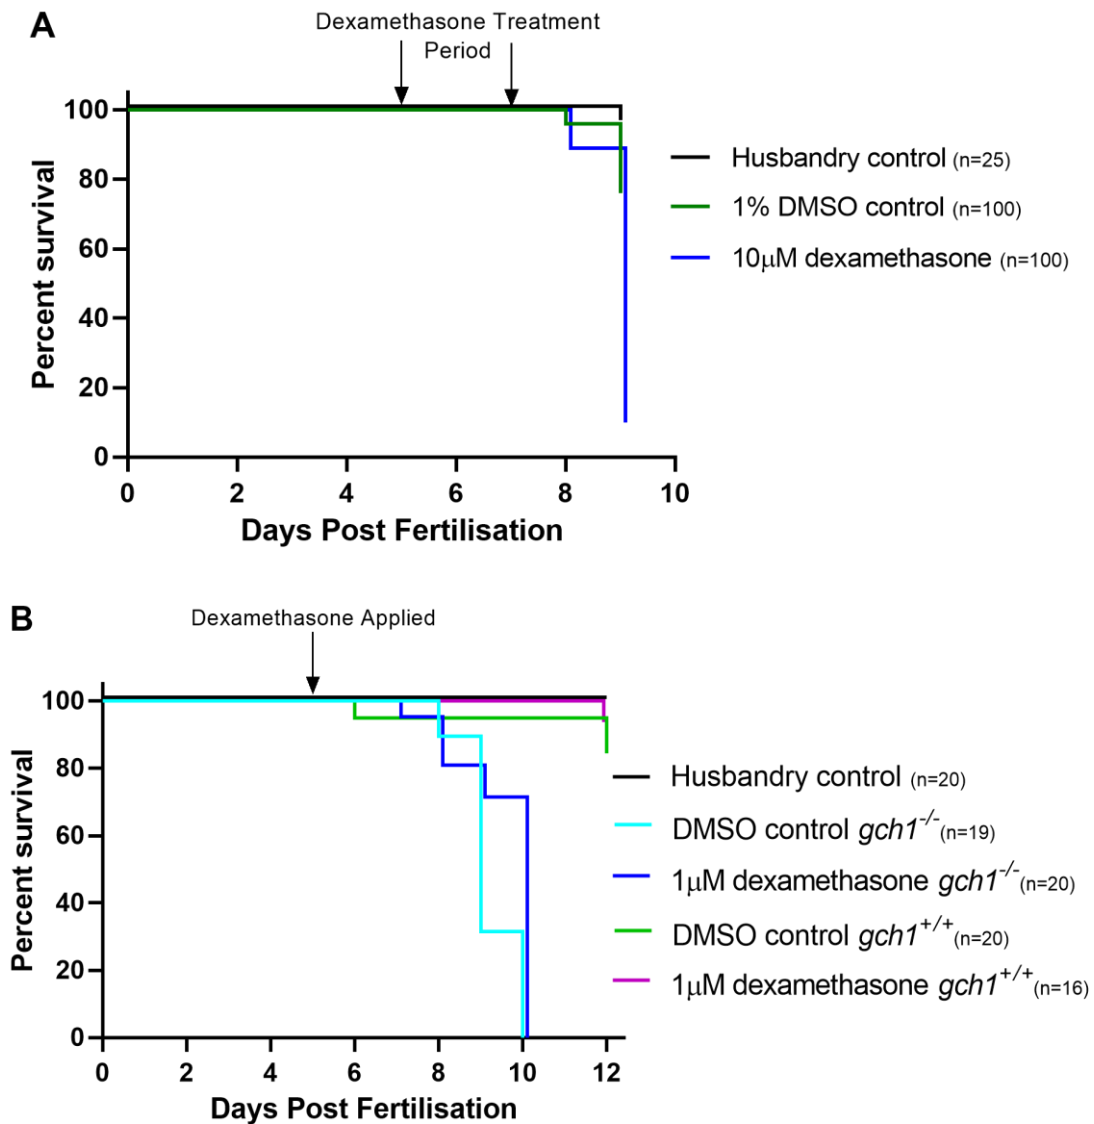 A
Dexamethasone Treatment
Period
Percent survival
100
80
60
40
20
0
0 2 4 6 8 10
Days Post Fertilisation
Husbandry control (n=25)
1% DMSO control (n=100)
10μM dexamethasone (n=100)
B
Dexamethasone Applied
Percent survival
100
80
60
40
20
0
0 2 4 6 8 10 12
Days Post Fertilisation
Husbandry control (n=20)
DMSO control gch1-/-(n=19)
1μM dexamethasone gch1-/-(n=20)
DMSO control gch1+/+(n=20)
1μM dexamethasone gch1+/+(n=16)